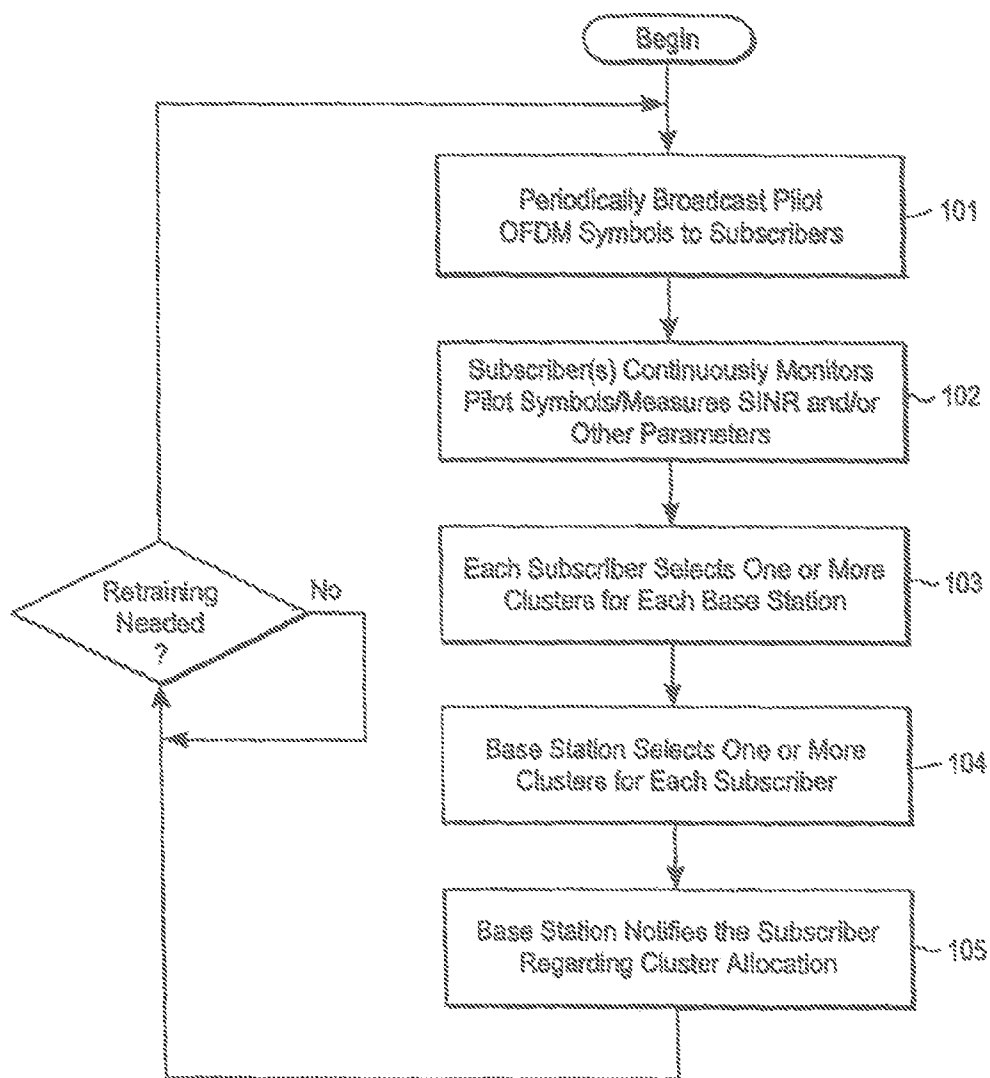 Begin
Periodically Broadcast Pilot
OFDM Symbols to Subscribers
101
Subscriber(s) Continuously Monitors
Pilot Symbols/Measures SINR and/or
Other Parameters
102
Each Subscriber Selects One or More
Clusters for Each Base Station
103
Base Station Selects One or More
Clusters for Each Subscriber
104
Base Station Notifies the Subscriber
Regarding Cluster Allocation
105
Retraining
Needed
?
No